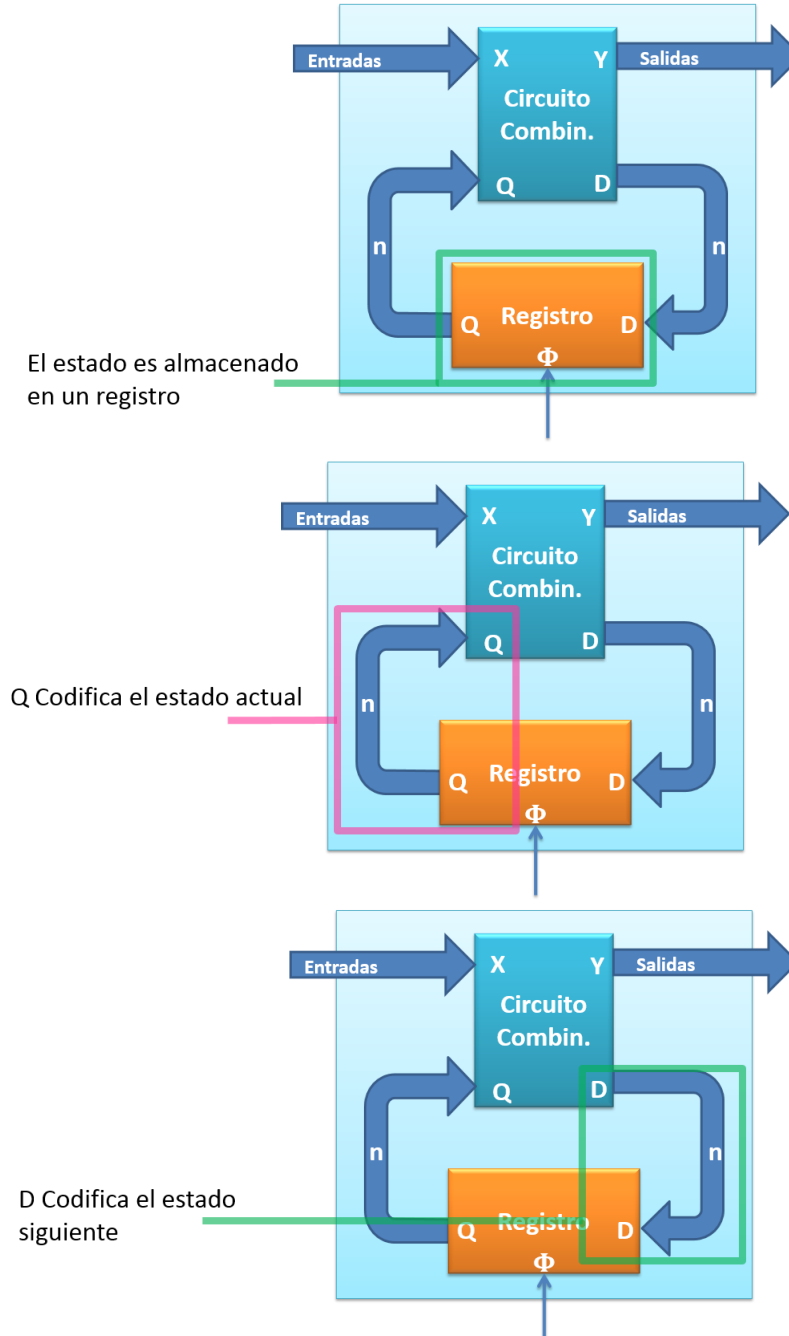 Entradas
X
Y
Salidas
Circuito
Combin.
Q
D
n
n
Q
Registro
D
Φ
El estado es almacenado
en un registro
Entradas
X
Y
Salidas
Circuito
Combin.
Q
D
Q Codifica el estado actual
n
n
Q
Registro
D
Φ
Entradas
X
Y
Salidas
Circuito
Combin.
Q
D
n
n
D Codifica el estado
siguiente
Q
Registro
D
Φ